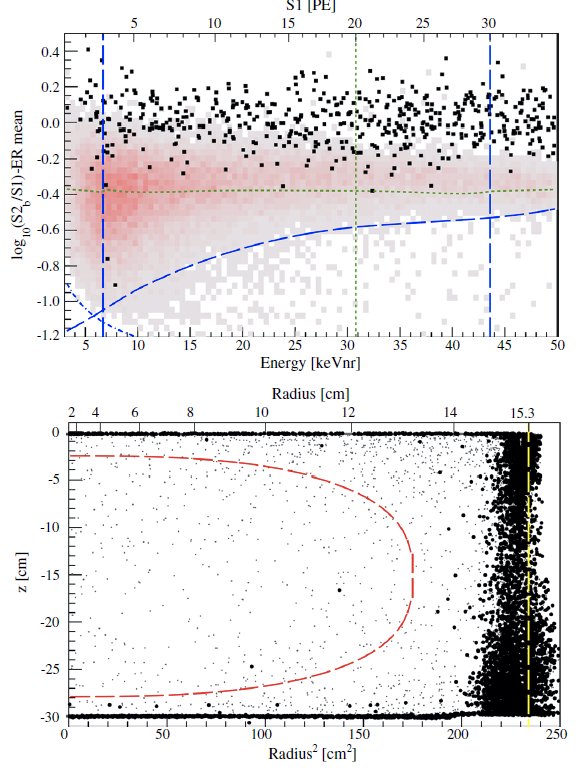 S1 [PE]
5 10 15 20 25 30
0.4
0.2
0.0
-0.2
-0.4
-0.6
-0.8
-1.0
-1.2
log10(S2b/S1)-ER mean
5 10 15 20 25 30 35 40 45 50
Energy [keVnr]
Radius [cm]
2 4 6 8 10 12 14 15.3
0
-5
-10
-15
-20
-25
-30
z [cm]
0 50 100 150 200 250
Radius2 [cm2]